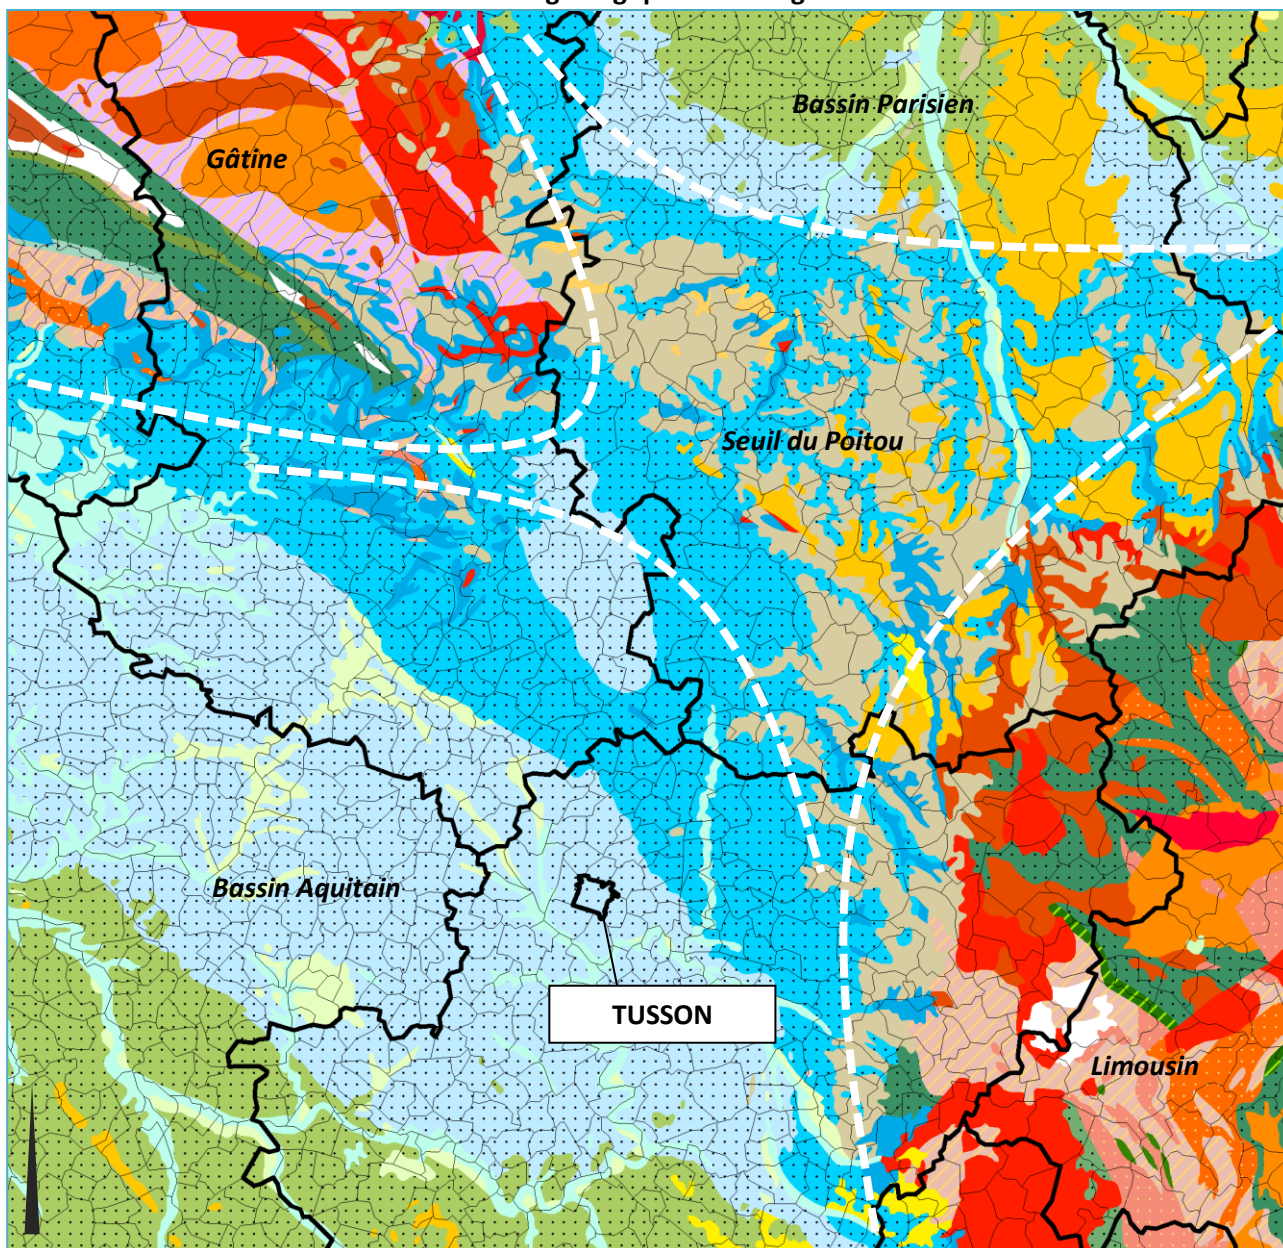 Bassin Parisien
Gâtine
Seuil du Poitou
Bassin Aquitain
TUSSON
Limousin